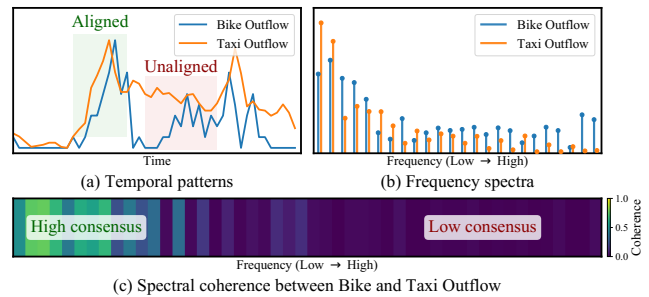 Aligned
Unaligned
Bike Outflow
Taxi Outflow
Time
(a) Temporal patterns
Bike Outflow
Taxi Outflow
Frequency (Low → High)
(b) Frequency spectra
High consensus
Low consensus
1.0
0.5
0.0
Coherence
Frequency (Low → High)
(c) Spectral coherence between Bike and Taxi Outflow